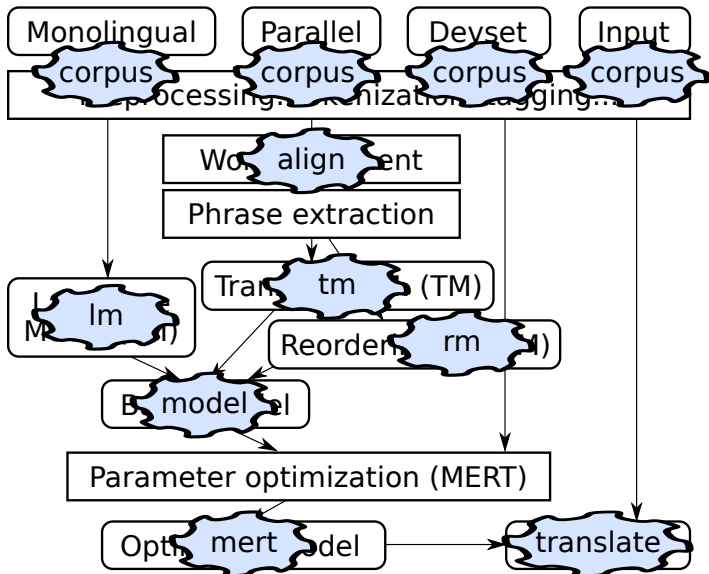 Monolingual
Parallel
Devset
Input
corpus
corpus
corpus
corpus
align
Phrase extraction
tm
(TM)
lm
rm
model
Parameter optimization (MERT)
mert
translate